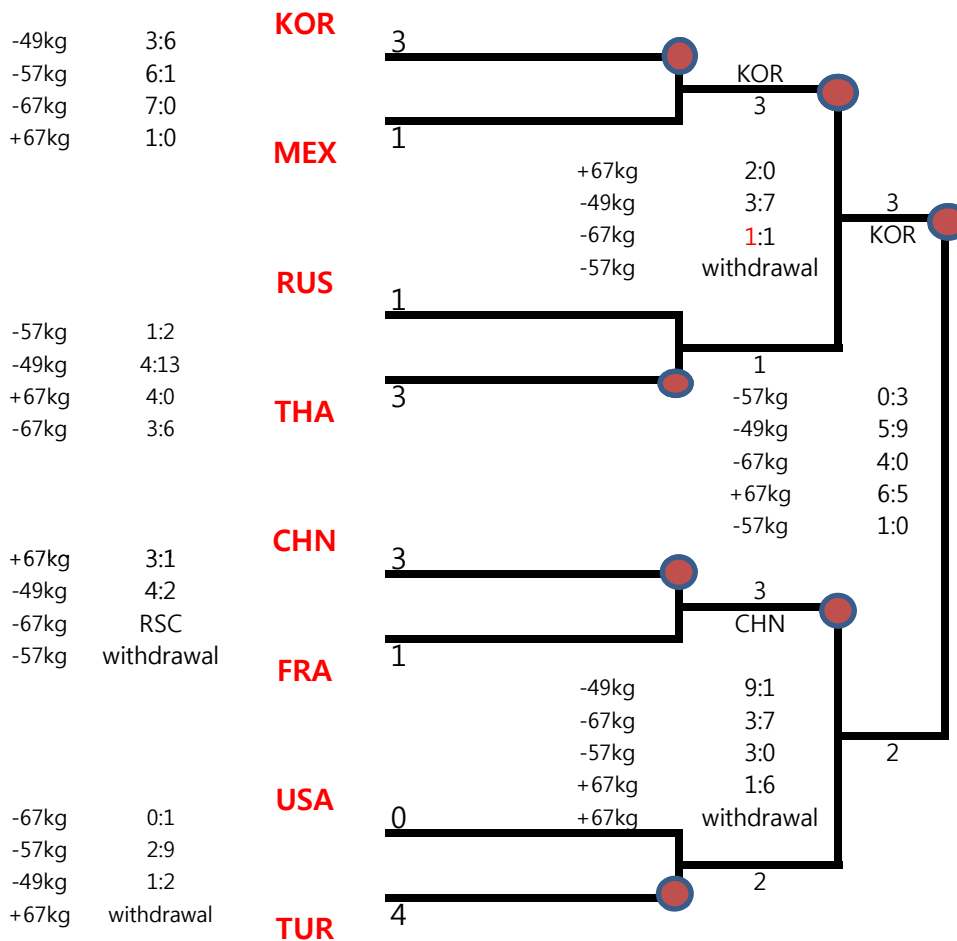 KOR
3
-49kg 3:6
-57kg 6:1
-67kg 7:0
+67kg 1:0
1
MEX
KOR
3
+67kg 2:0
-49kg 3:7
-67kg 1:1
-57kg withdrawal
3
KOR
RUS
1
-57kg 1:2
-49kg 4:13
+67kg 4:0
-67kg 3:6
3
THA
1
-57kg 0:3
-49kg 5:9
-67kg 4:0
+67kg 6:5
-57kg 1:0
CHN
3
+67kg 3:1
-49kg 4:2
-67kg RSC
-57kg withdrawal
1
FRA
3
CHN
-49kg 9:1
-67kg 3:7
-57kg 3:0
+67kg 1:6
+67kg withdrawal
2
USA
0
-67kg 0:1
-57kg 2:9
-49kg 1:2
+67kg withdrawal
4
TUR
2